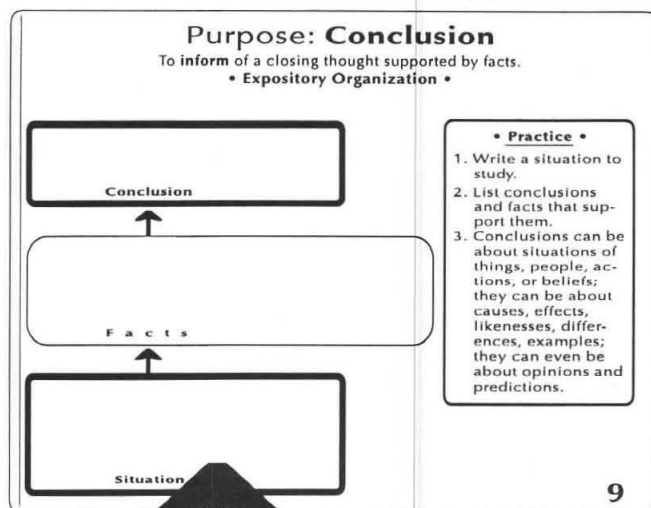 Purpose: Conclusion
To inform of a closing thought supported by facts.
• Expository Organization •
Conclusion
Facts
Situation
• Practice •
1. Write a situation to
study.
2. List conclusions
and facts that sup-
port them.
3. Conclusions can be
about situations of
things, people, ac-
tions, or beliefs;
they can be about
causes, effects,
likenesses, differ-
ences, examples;
they can even be
about opinions and
predictions.
9